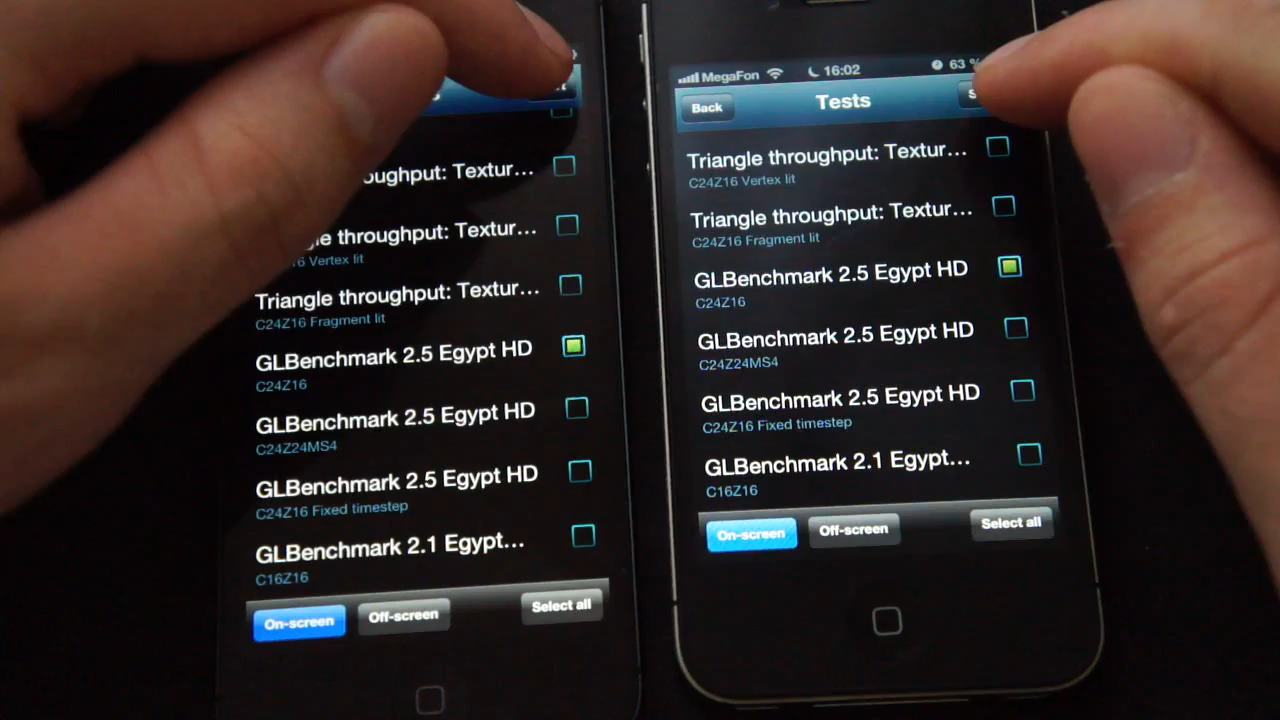 oughput: Textur...
le throughput: Textur...
16 Vertex lit
Triangle throughput: Textur...
C24Z16 Fragment lit
GLBenchmark 2.5 Egypt HD
C24Z16
GLBenchmark 2.5 Egypt HD
C24Z24MS4
GLBenchmark 2.5 Egypt HD
C24Z16 Fixed timestep
GLBenchmark 2.1 Egypt...
C16Z16
On-screen Off-screen Select all
MegaFon 16:02 63 %
Back Tests S
Triangle throughput: Textur...
C24Z16 Vertex lit
Triangle throughput: Textur...
C24Z16 Fragment lit
GLBenchmark 2.5 Egypt HD
C24Z16
GLBenchmark 2.5 Egypt HD
C24Z24MS4
GLBenchmark 2.5 Egypt HD
C24Z16 Fixed timestep
GLBenchmark 2.1 Egypt...
C16Z16
On-screen Off-screen Select all